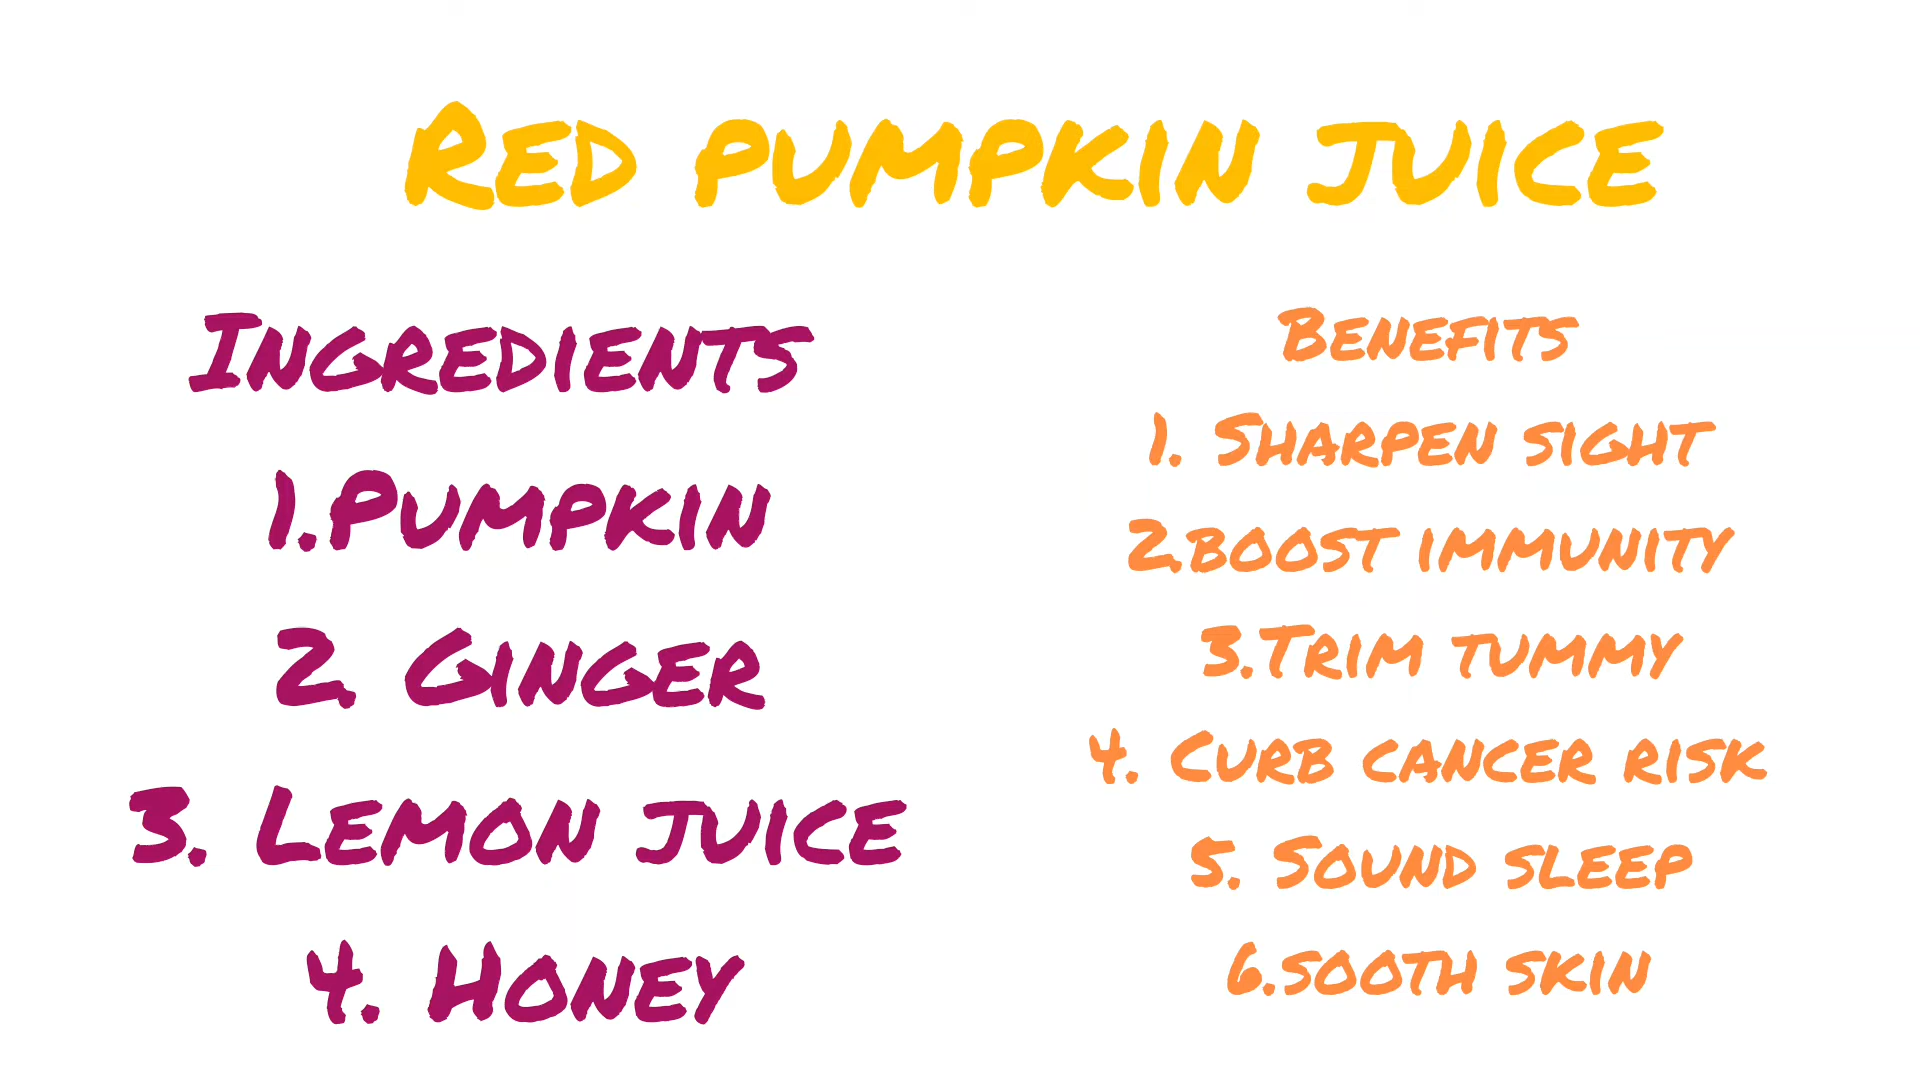 Red pumpkin juice
Ingredients
1.Pumpkin
2. Ginger
3. Lemon juice
4. Honey
Benefits
1. Sharpen sight
2.boost immunity
3.Trim tummy
4. Curb cancer risk
5. Sound sleep
6.sooth skin